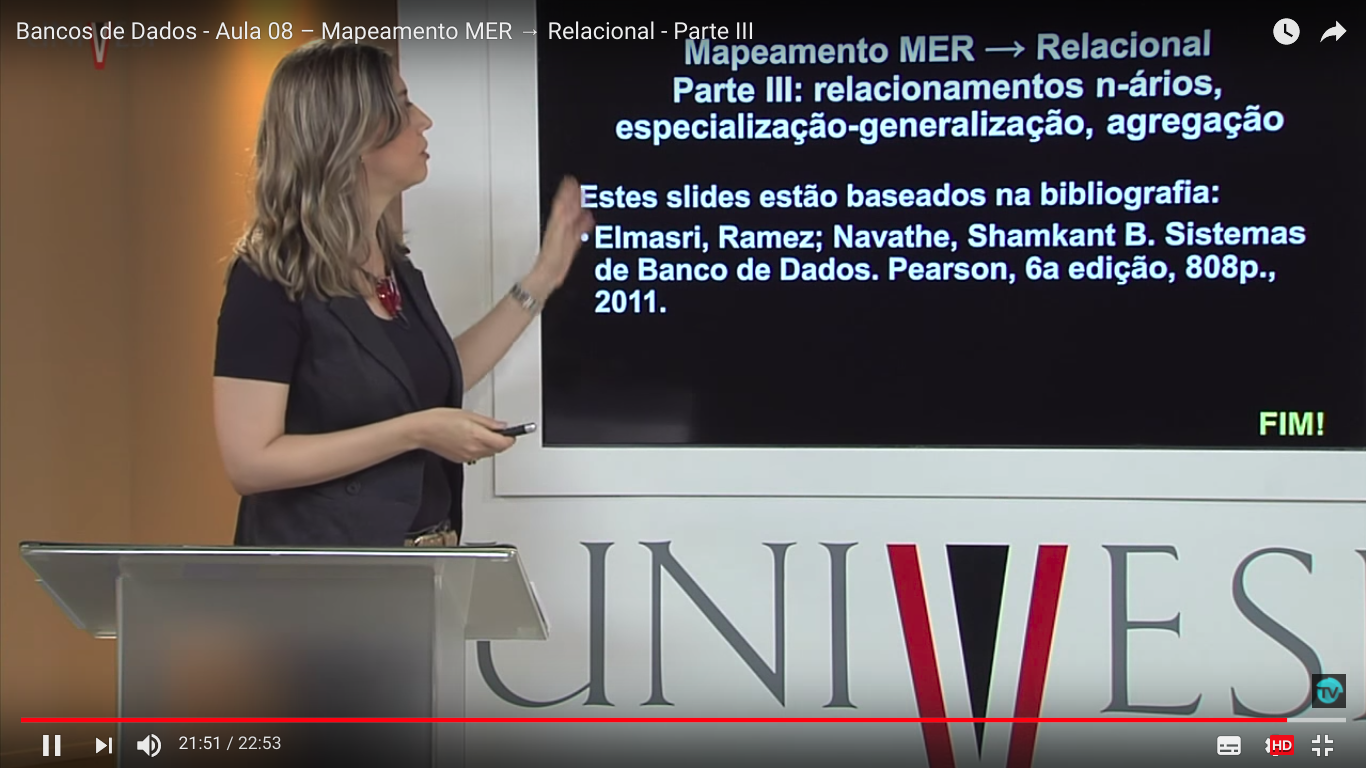 Bancos de Dados - Aula 08 – Mapeamento MER → Relacional - Parte III
Mapeamento MER → Relacional
Parte III: relacionamentos n-ários,
especialização-generalização, agregação
Estes slides estão baseados na bibliografia:
• Elmasri, Ramez; Navathe, Shamkant B. Sistemas
de Banco de Dados. Pearson, 6a edição, 808p.,
2011.
FIM!
UNIVES
TV
21:51 / 22:53
HD